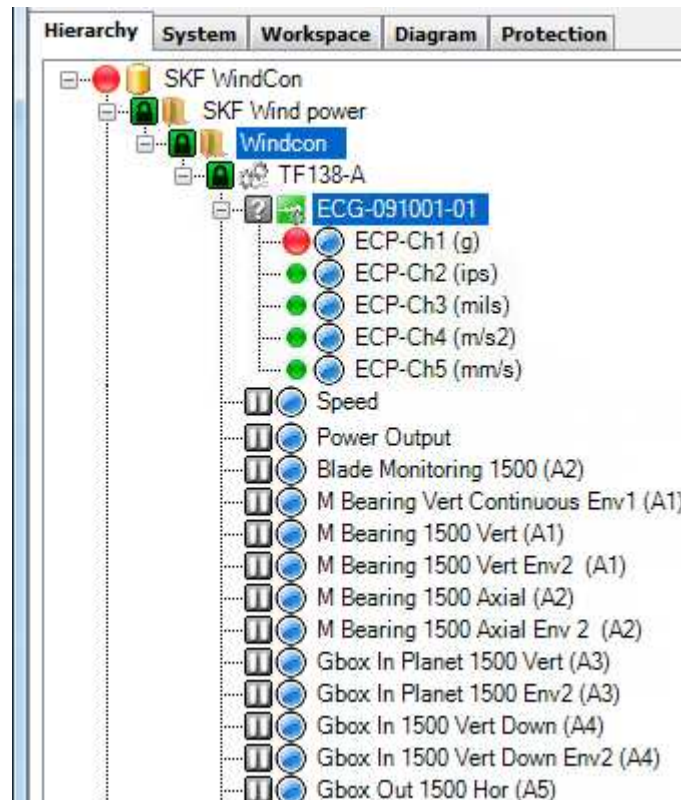 Hierarchy System Workspace Diagram Protection
SKF WindCon
SKF Wind power
Windcon
TF138-A
ECG-091001-01
ECP-Ch1 (g)
ECP-Ch2 (ips)
ECP-Ch3 (mils)
ECP-Ch4 (m/s2)
ECP-Ch5 (mm/s)
Speed
Power Output
Blade Monitoring 1500 (A2)
M Bearing Vert Continuous Env1 (A1)
M Bearing 1500 Vert (A1)
M Bearing 1500 Vert Env2 (A1)
M Bearing 1500 Axial (A2)
M Bearing 1500 Axial Env 2 (A2)
Gbox In Planet 1500 Vert (A3)
Gbox In Planet 1500 Env2 (A3)
Gbox In 1500 Vert Down (A4)
Gbox In 1500 Vert Down Env2 (A4)
Gbox Out 1500 Hor (A5)